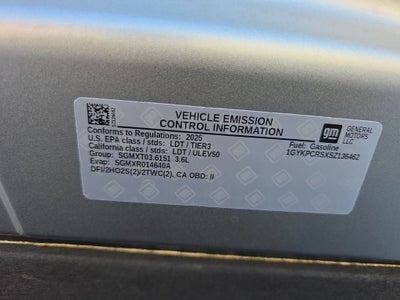 VEHICLE EMISSION
CONTROL INFORMATION
Conforms to Regulations: 2025
U.S. EPA class / stds: LDT / TIER3
California class / stds: LDT / ULEV50
Group: SGMXT03.6151 3.6L
Evap: SGMXR014640A
DFI/2HO2S(2)/2TWC(2), CA OBD: II
gm
GENERAL
MOTORS
LLC
Fuel: Gasoline
1GYKPCRSXSZ136462